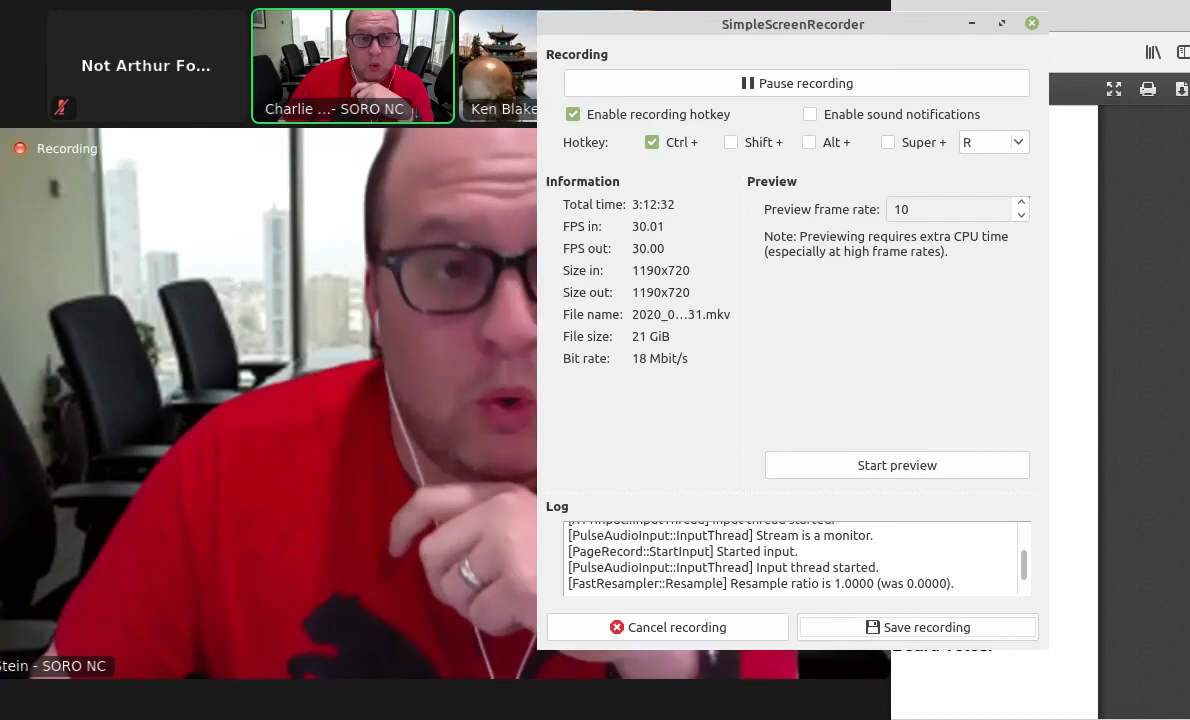 Not Arthur Fo...
Charlie ...- SORO NC
Ken Blake
Recording
Stein - SORO NC
SimpleScreenRecorder
Recording
Pause recording
Enable recording hotkey
Enable sound notifications
Hotkey: Ctrl + Shift + Alt + Super + R
Information
Total time: 3:12:32
FPS in: 30.01
FPS out: 30.00
Size in: 1190x720
Size out: 1190x720
File name: 2020_0...31.mkv
File size: 21 GiB
Bit rate: 18 Mbit/s
Preview
Preview frame rate: 10
Note: Previewing requires extra CPU time
(especially at high frame rates).
Start preview
Log
[PulseAudioInput::InputThread] Stream is a monitor.
[PageRecord::StartInput] Started input.
[PulseAudioInput::InputThread] Input thread started.
[FastResampler::Resample] Resample ratio is 1.0000 (was 0.0000).
Cancel recording
Save recording